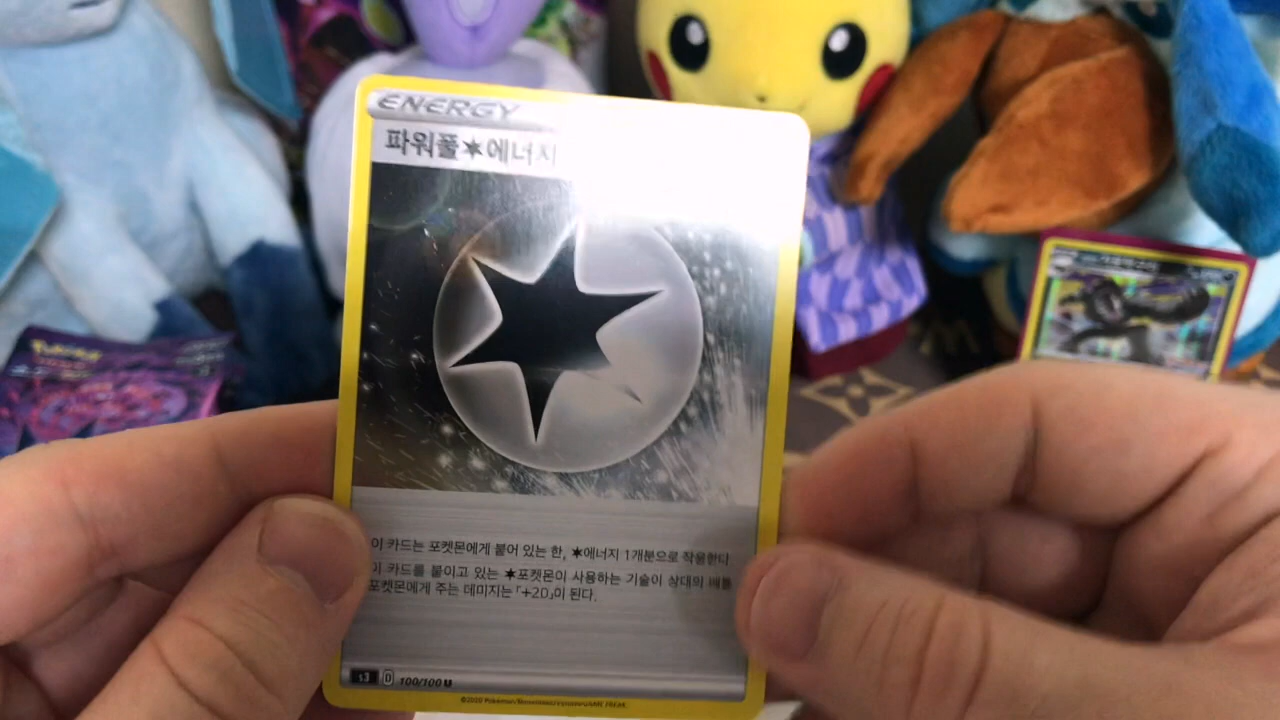 ENERGY
파워풀 에너지
이 카드는 포켓몬에게 붙어 있는 한, 에너지 1개분으로 작용한다
이 카드를 붙이고 있는 포켓몬이 사용하는 기술이 상대의 배틀
포켓몬에게 주는 데미지는 「+20」이 된다.
s3 D 100/100 U
©2020 Pokémon/Nintendo/Creatures/GAME FREAK.
Pokémon